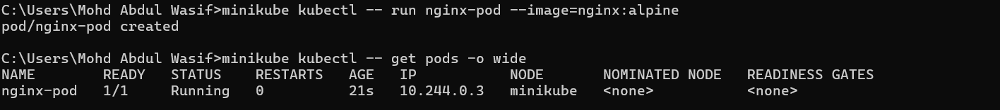 C:\Users\Mohd Abdul Wasif>minikube kubectl -- run nginx-pod --image=nginx:alpine
pod/nginx-pod created
C:\Users\Mohd Abdul Wasif>minikube kubectl -- get pods -o wide
NAME READY STATUS RESTARTS AGE IP NODE NOMINATED NODE READINESS GATES
nginx-pod 1/1 Running 0 21s 10.244.0.3 minikube <none> <none>